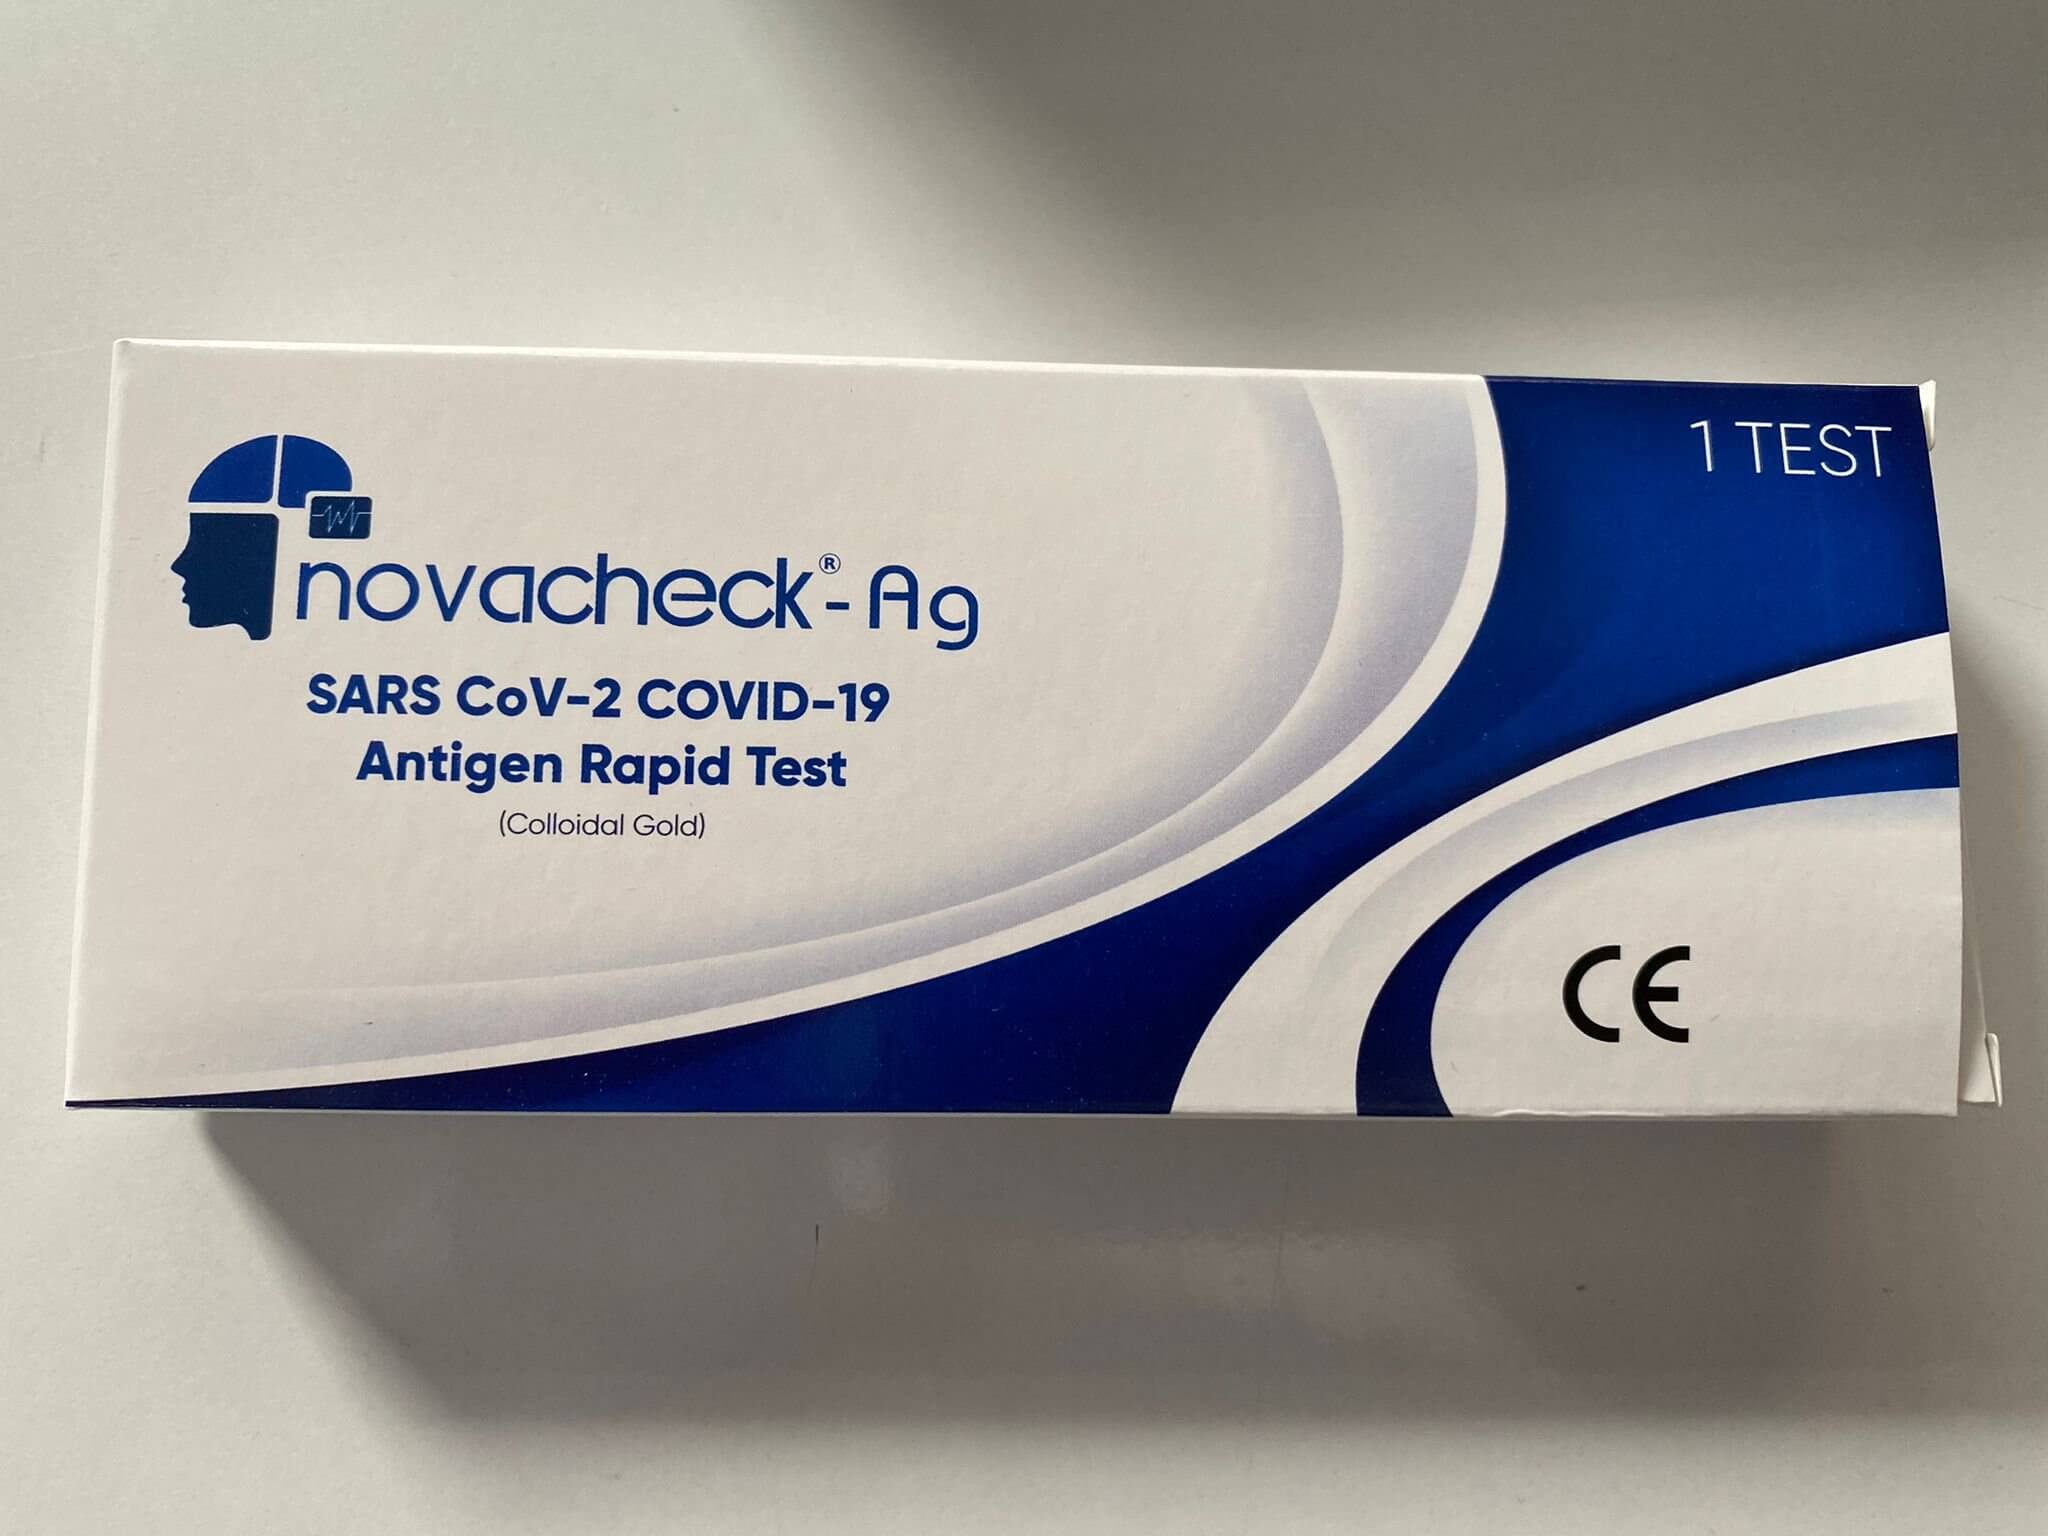 1 TEST
novacheck®-Ag
SARS CoV-2 COVID-19
Antigen Rapid Test
(Colloidal Gold)
CE